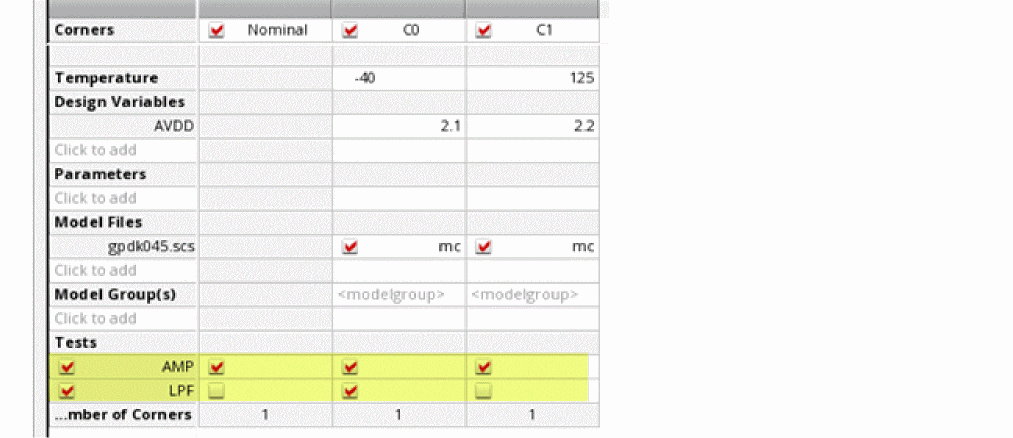 Corners Nominal C0 C1
Temperature -40 125
Design Variables
AVDD 2.1 2.2
Click to add
Parameters
Click to add
Model Files
gpdk045.scs mc mc
Click to add
Model Group(s) <modelgroup> <modelgroup>
Click to add
Tests
AMP
LPF
...mber of Corners 1 1 1